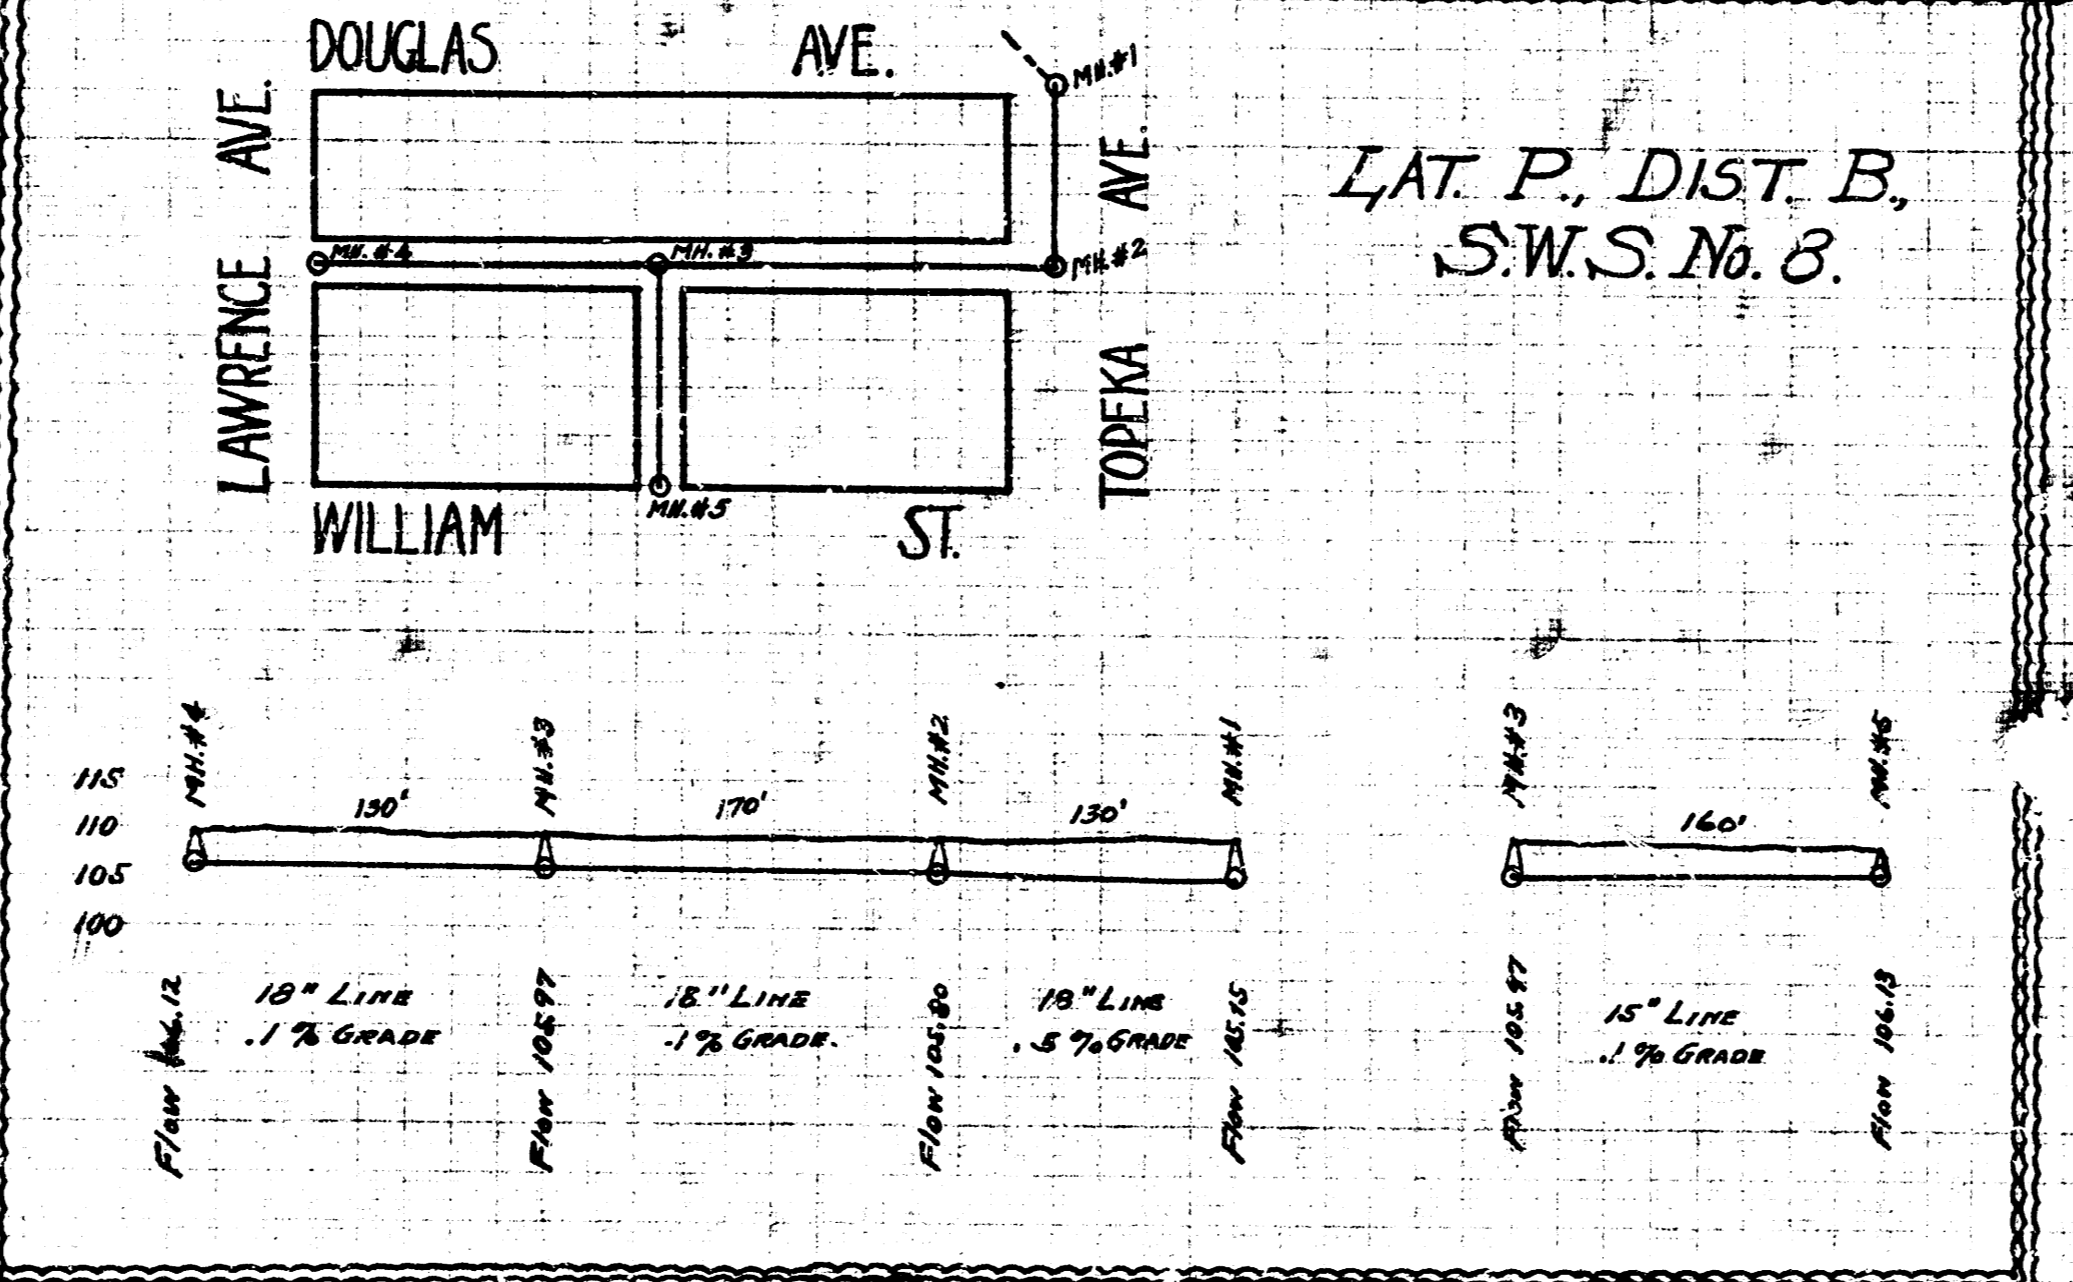 DOUGLAS AVE.
MH.#1
LAWRENCE AVE.
TOPEKA AVE.
LAT. P., DIST. B.,
S.W.S. No. 8.
MH.#4
MH.#3
MH.#2
MH.#5
WILLIAM ST.
MH.#4
MH.#3
MH.#2
MH.#1
MH.#3
MH.#5
115
110
105
100
170'
130'
160'
18" LINE
.1 % GRADE
18" LINE
.1 % GRADE.
18" LINE
.5 % GRADE
15" LINE
.1 % GRADE
Flow 106.12
Flow 105.97
Flow 105.80
Flow 105.15
Flow 105.97
Flow 106.13